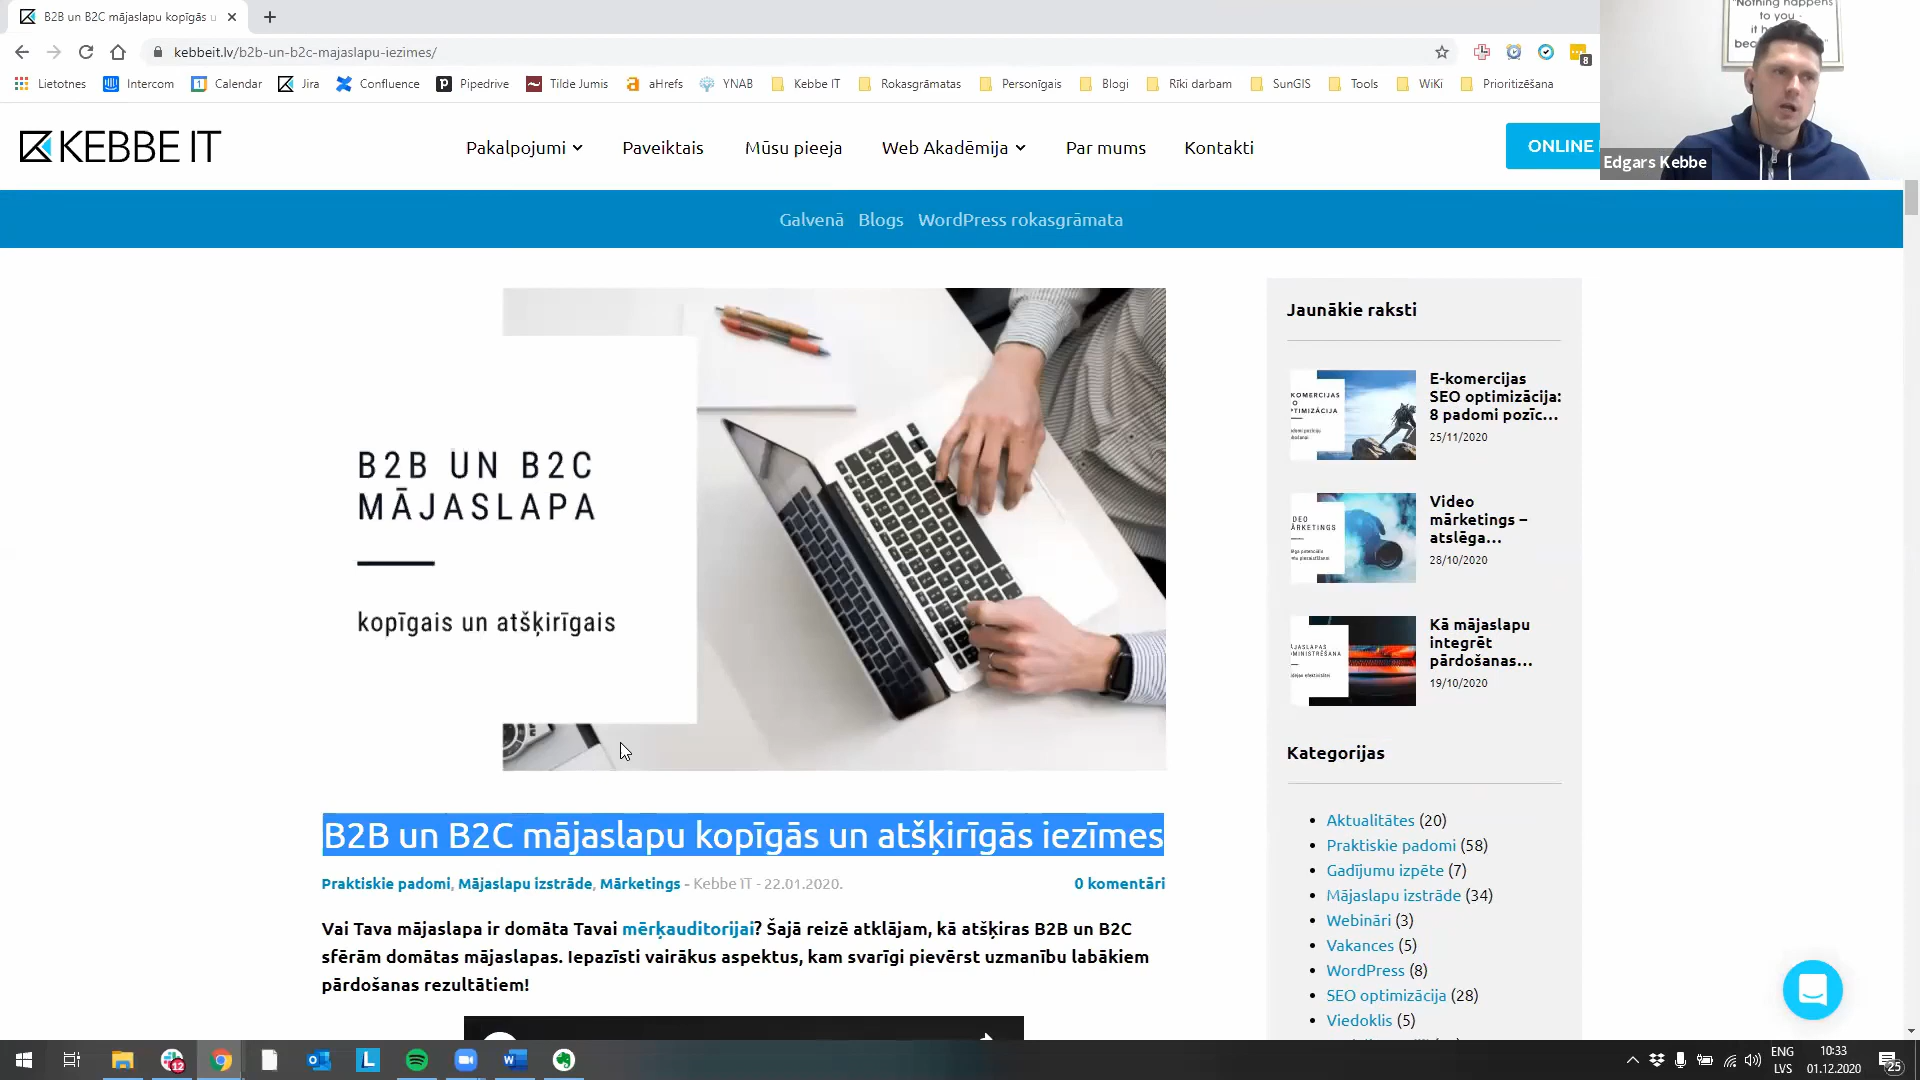 B2B un B2C mājaslapu kopīgās u
"Nothing happens
to you -
kebbeit.lv/b2b-un-b2c-majaslapu-iezimes/
8
Lietotnes
Intercom
Calendar
Jira
Confluence
Pipedrive
Tilde Jumis
aHrefs
YNAB
Kebbe IT
Rokasgrāmatas
Personīgais
Blogi
Rīki darbam
SunGIS
Tools
WiKi
Prioritizēšana
KEBBE IT
Pakalpojumi
Paveiktais
Mūsu pieeja
Web Akadēmija
Par mums
Kontakti
ONLINE
Edgars Kebbe
Galvenā
Blogs
WordPress rokasgrāmata
B2B UN B2C
MĀJASLAPA
kopīgais un atšķirīgais
B2B un B2C mājaslapu kopīgās un atšķirīgās iezīmes
Praktiskie padomi, Mājaslapu izstrāde, Mārketings - Kebbe IT - 22.01.2020.
0 komentāri
Vai Tava mājaslapa ir domāta Tavai mērķauditorijai? Šajā reizē atklājam, kā atšķiras B2B un B2C
sfērām domātas mājaslapas. Iepazīsti vairākus aspektus, kam svarīgi pievērst uzmanību labākiem
pārdošanas rezultātiem!
Jaunākie raksti
E-komercijas
SEO optimizācija:
8 padomi pozīc...
25/11/2020
Video
mārketings –
atslēga...
28/10/2020
Kā mājaslapu
integrēt
pārdošanas...
19/10/2020
Kategorijas
Aktualitātes (20)
Praktiskie padomi (58)
Gadījumu izpēte (7)
Mājaslapu izstrāde (34)
Webināri (3)
Vakances (5)
WordPress (8)
SEO optimizācija (28)
Viedoklis (5)
12
ENG
LVS
10:33
01.12.2020
25